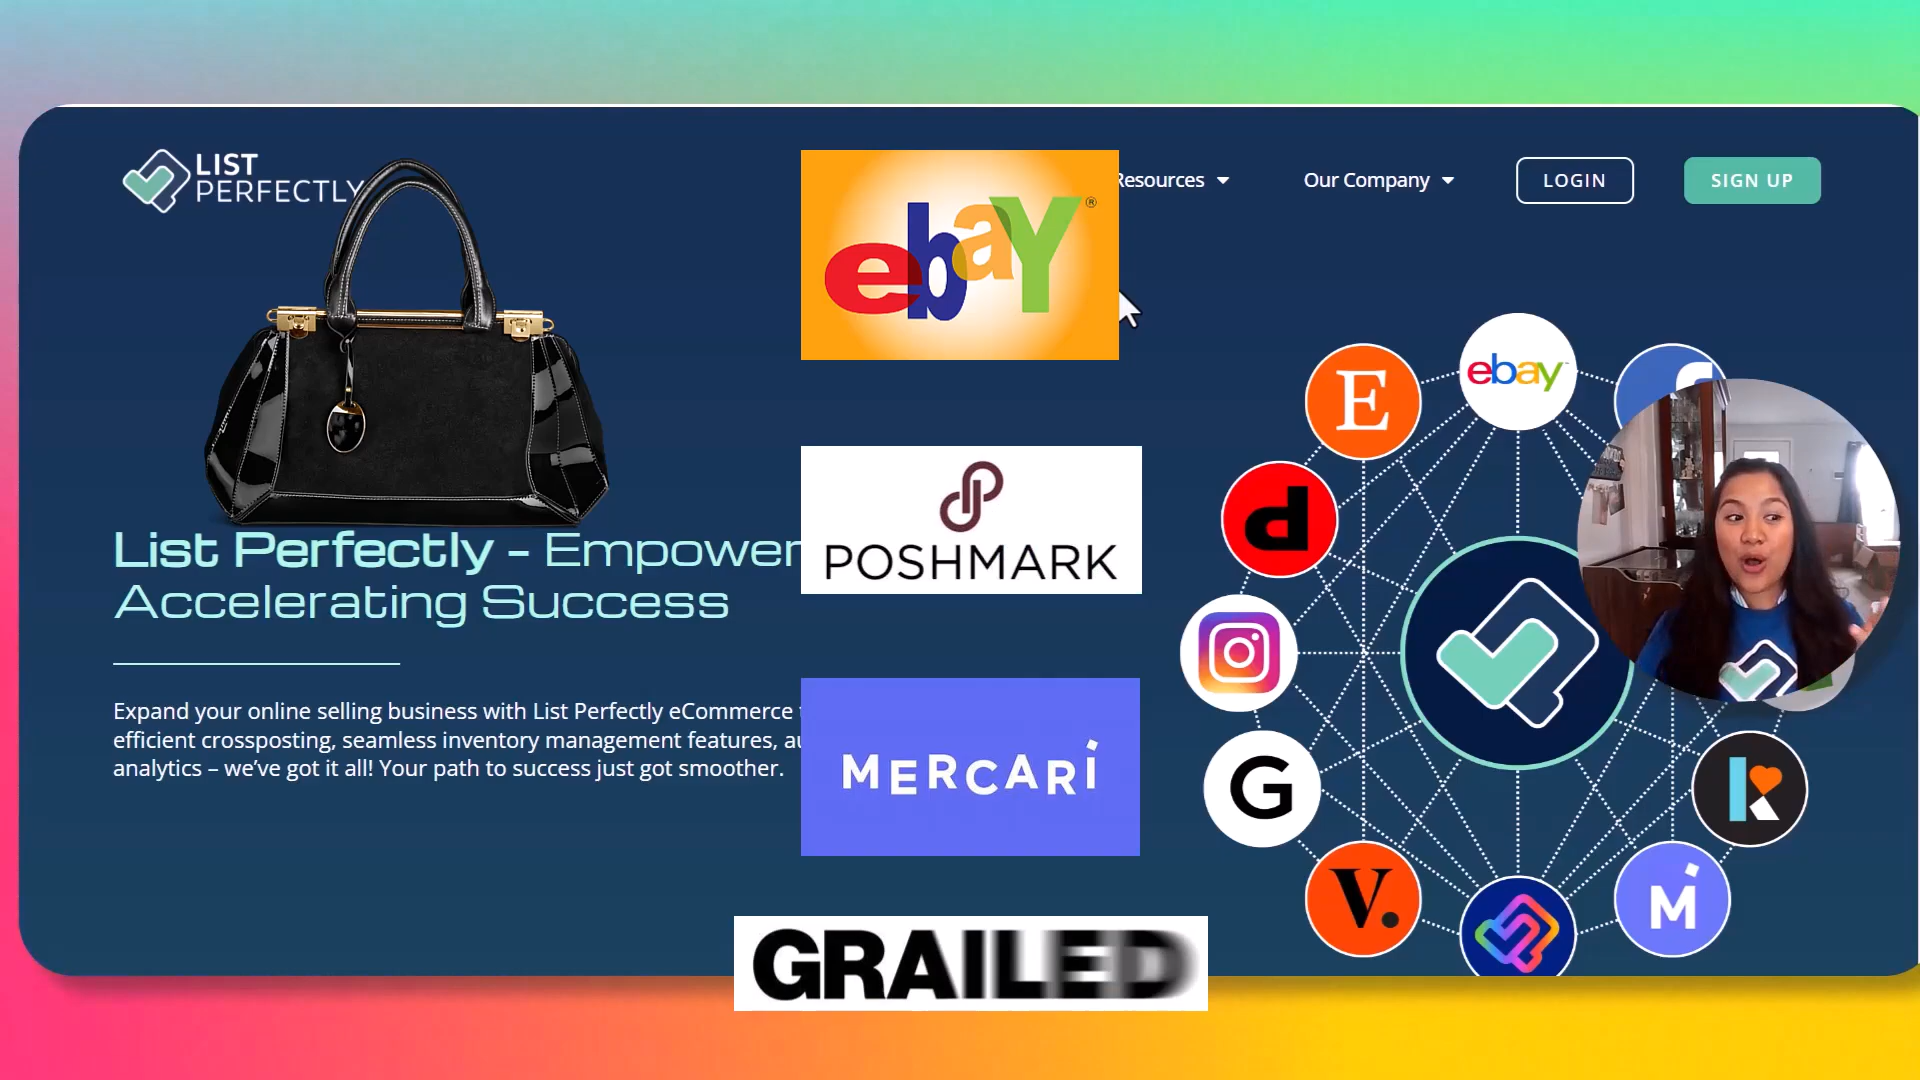 LIST
PERFECTLY
ebaY®
Resources
Our Company
LOGIN
SIGN UP
ebay
E
d
POSHMARK
List Perfectly – Empower
Accelerating Success
Expand your online selling business with List Perfectly eCommerce
efficient crossposting, seamless inventory management features,
analytics – we've got it all! Your path to success just got smoother.
MERCARI
G
K
V.
M
GRAILED